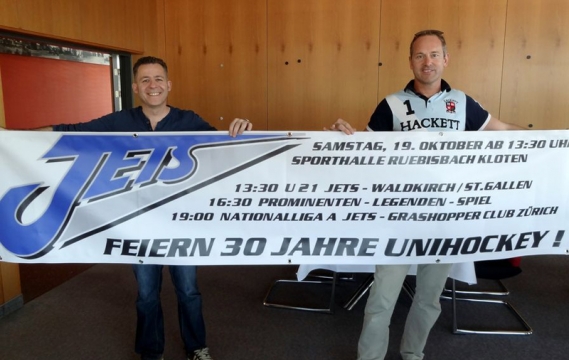 JETS
SAMSTAG, 19. OKTOBER AB 13:30 UH
SPORTHALLE RUEBISBACH KLOTEN
13:30 U 21 JETS - WALDKIRCH / ST.GALLEN
16:30 PROMINENTEN - LEGENDEN - SPIEL
19:00 NATIONALLIGA A JETS - GRASHOPPER CLUB ZÜRICH
FEIERN 30 JAHRE UNIHOCKEY !
1
HACKETT